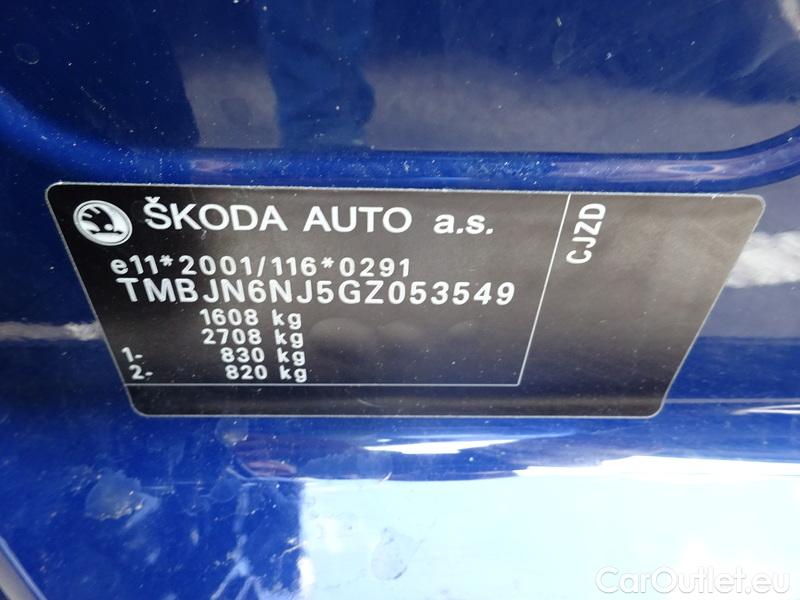 ŠKODA AUTO a.s.
e11*2001/116*0291
TMBJN6NJ5GZ053549
1608 kg
2708 kg
1- 830 kg
2- 820 kg
CJZD
CarOutlet.eu